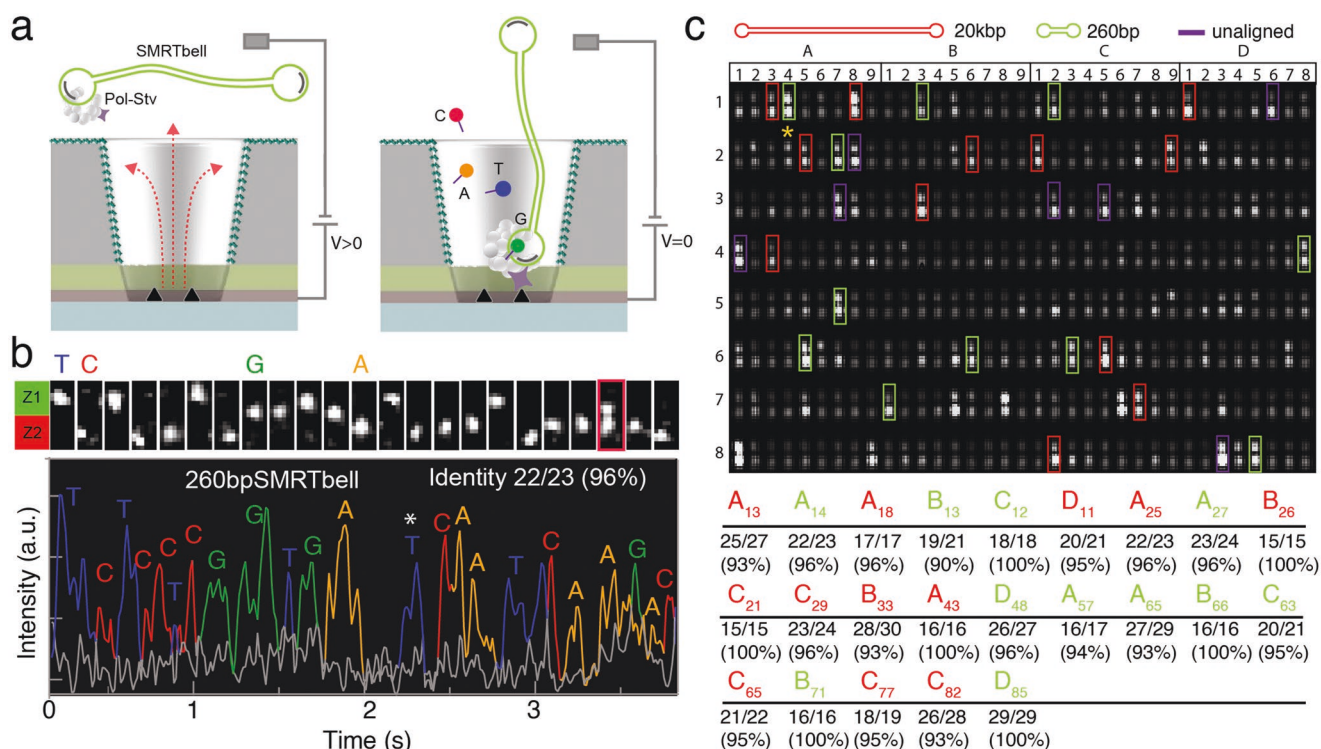 a
SMRTbell
Pol-Stv
V>0
C
A
T
G
V=0
b
T C G A
Z1
Z2
260bpSMRTbell Identity 22/23 (96%)
T C T C C T C G G T G A * T C A A T C A A G A C
Intensity (a.u.)
0 1 2 3
Time (s)
c
20kbp 260bp unaligned
A B C D
1 2 3 4 5 6 7 8 9 1 2 3 4 5 6 7 8 9 1 2 3 4 5 6 7 8 9 1 2 3 4 5 6 7 8
1
*
2
3
4
5
6
7
8
A13 A14 A18 B13 C12 D11 A25 A27 B26
25/27 22/23 17/17 19/21 18/18 20/21 22/23 23/24 15/15
(93%) (96%) (96%) (90%) (100%) (95%) (96%) (96%) (100%)
C21 C29 B33 A43 D48 A57 A65 B66 C63
15/15 23/24 28/30 16/16 26/27 16/17 27/29 16/16 20/21
(100%) (96%) (93%) (100%) (96%) (94%) (93%) (100%) (95%)
C65 B71 C77 C82 D85
21/22 16/16 18/19 26/28 29/29
(95%) (100%) (95%) (93%) (100%)